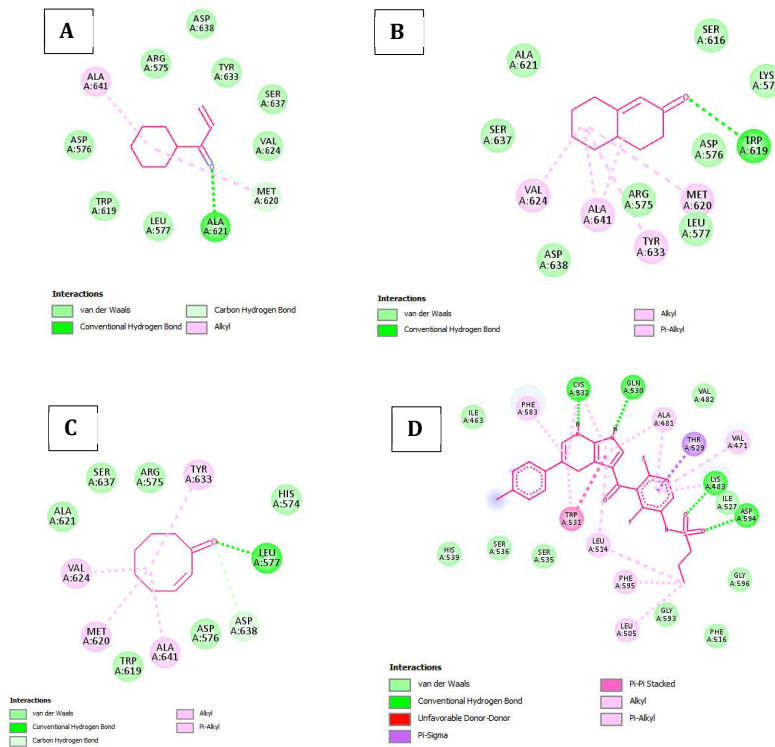 A
ASP
A:638
ARG
A:575
TYR
A:633
ALA
A:641
SER
A:637
ASP
A:576
VAL
A:624
MET
A:620
TRP
A:619
LEU
A:577
ALA
A:621
O
Interactions
van der Waals
Conventional Hydrogen Bond
Carbon Hydrogen Bond
Alkyl
B
SER
A:616
ALA
A:621
LYS
A:57
SER
A:637
ASP
A:576
TRP
A:619
VAL
A:624
ALA
A:641
ARG
A:575
MET
A:620
LEU
A:577
TYR
A:633
ASP
A:638
O
Interactions
van der Waals
Conventional Hydrogen Bond
Alkyl
Pi-Alkyl
C
SER
A:637
ARG
A:575
TYR
A:633
HIS
A:574
ALA
A:621
LEU
A:577
VAL
A:624
MET
A:620
ASP
A:576
ASP
A:638
ALA
A:641
TRP
A:619
O
Interactions
van der Waals
Conventional Hydrogen Bond
Carbon Hydrogen Bond
Alkyl
Pi-Alkyl
D
CYS
A:532
GLN
A:530
VAL
A:482
ILE
A:463
PHE
A:583
ALA
A:481
THR
A:529
VAL
A:471
H
H
LYS
A:483
ILE
A:527
ASP
A:594
TRP
A:531
LEU
A:514
HIS
A:539
SER
A:536
SER
A:535
PHE
A:595
GLY
A:596
GLY
A:593
LEU
A:505
PHE
A:516
Interactions
van der Waals
Conventional Hydrogen Bond
Unfavorable Donor-Donor
Pi-Sigma
Pi-Pi Stacked
Alkyl
Pi-Alkyl